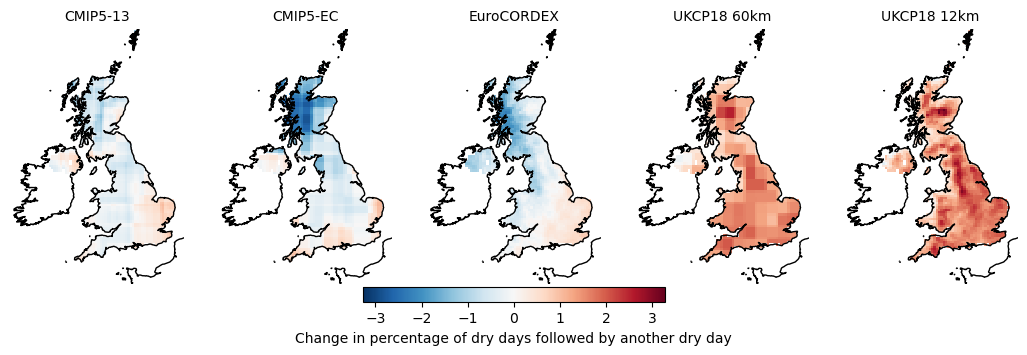 CMIP5-13 CMIP5-EC EuroCORDEX UKCP18 60km UKCP18 12km
−3 −2 −1 0 1 2 3
Change in percentage of dry days followed by another dry day